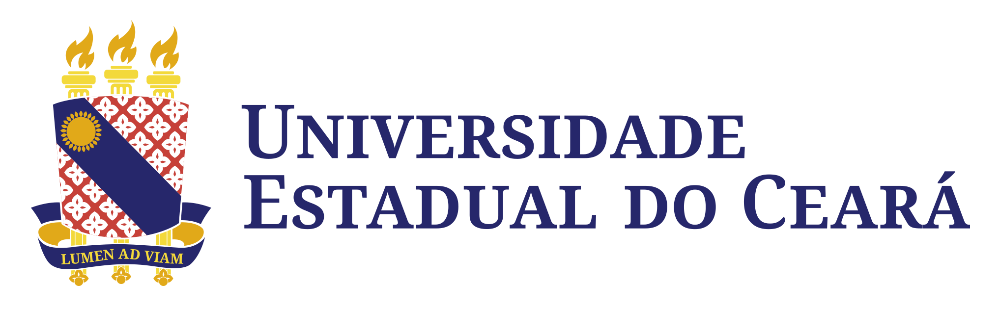 LUMEN AD VIAM
UNIVERSIDADE
ESTADUAL DO CEARÁ